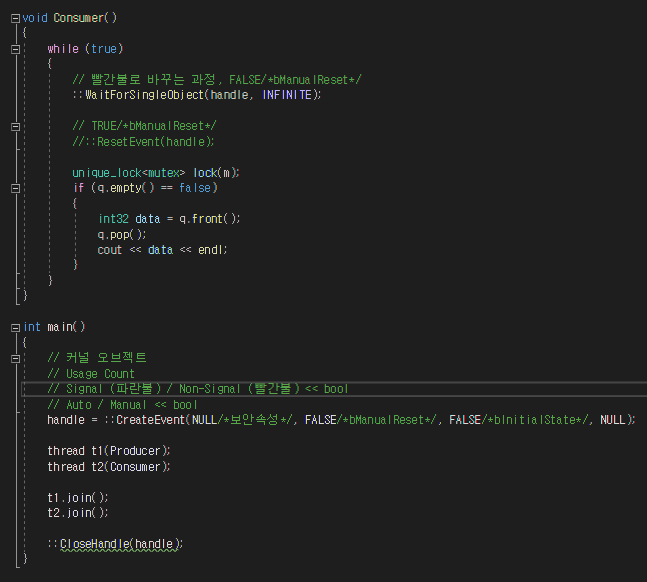 void Consumer()
{
while (true)
{
// 빨간불로 바꾸는 과정, FALSE/*bManualReset*/
::WaitForSingleObject(handle, INFINITE);
// TRUE/*bManualReset*/
//::ResetEvent(handle);
unique_lock<mutex> lock(m);
if (q.empty() == false)
{
int32 data = q.front();
q.pop();
cout << data << endl;
}
}
}
int main()
{
// 커널 오브젝트
// Usage Count
// Signal (파란불) / Non-Signal (빨간불) << bool
// Auto / Manual << bool
handle = ::CreateEvent(NULL/*보안속성*/, FALSE/*bManualReset*/, FALSE/*bInitialState*/, NULL);
thread t1(Producer);
thread t2(Consumer);
t1.join();
t2.join();
::CloseHandle(handle);
}